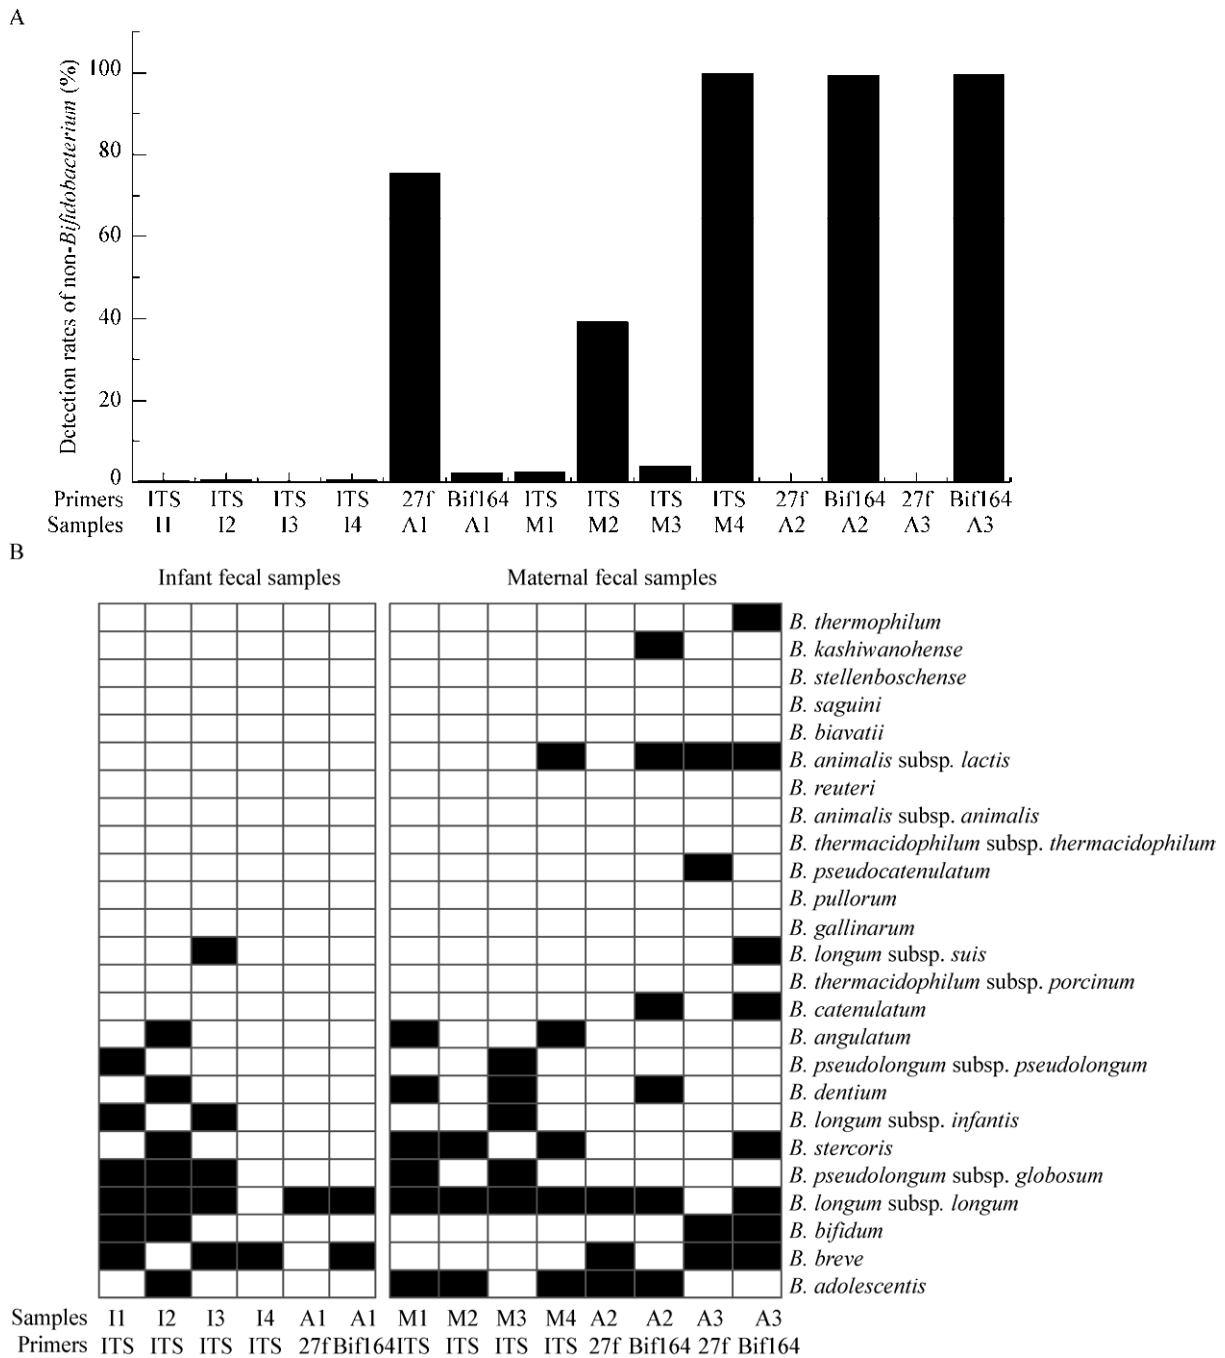 A
Detection rates of non-Bifidobacterium (%)
100
80
60
40
20
0
Primers ITS ITS ITS ITS 27f Bif164 ITS ITS ITS ITS 27f Bif164 27f Bif164
Samples I1 I2 I3 I4 A1 A1 M1 M2 M3 M4 A2 A2 A3 A3
B
Infant fecal samples Maternal fecal samples
B. thermophilum
B. kashiwanohense
B. stellenboschense
B. saguini
B. biavatii
B. animalis subsp. lactis
B. reuteri
B. animalis subsp. animalis
B. thermacidophilum subsp. thermacidophilum
B. pseudocatenulatum
B. pullorum
B. gallinarum
B. longum subsp. suis
B. thermacidophilum subsp. porcinum
B. catenulatum
B. angulatum
B. pseudolongum subsp. pseudolongum
B. dentium
B. longum subsp. infantis
B. stercoris
B. pseudolongum subsp. globosum
B. longum subsp. longum
B. bifidum
B. breve
B. adolescentis
Samples I1 I2 I3 I4 A1 A1 M1 M2 M3 M4 A2 A2 A3 A3
Primers ITS ITS ITS ITS 27f Bif164 ITS ITS ITS ITS 27f Bif164 27f Bif164